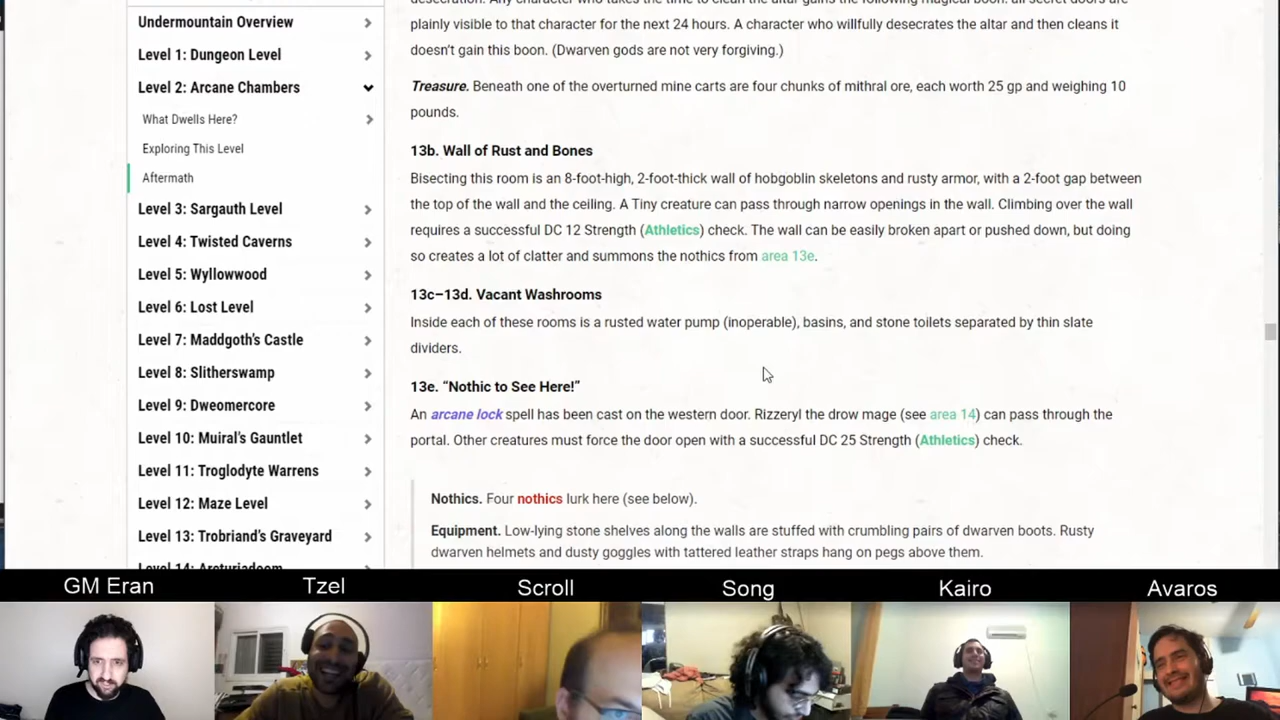 Undermountain Overview
Level 1: Dungeon Level
Level 2: Arcane Chambers
What Dwells Here?
Exploring This Level
Aftermath
Level 3: Sargauth Level
Level 4: Twisted Caverns
Level 5: Wyllowwood
Level 6: Lost Level
Level 7: Maddgoth's Castle
Level 8: Slitherswamp
Level 9: Dweomercore
Level 10: Muiral's Gauntlet
Level 11: Troglodyte Warrens
Level 12: Maze Level
Level 13: Trobriand's Graveyard
Level 14: Arcturiadoom
desecration. Any character who takes the time to clean the altar gains the following magical boon: all secret doors are
plainly visible to that character for the next 24 hours. A character who willfully desecrates the altar and then cleans it
doesn't gain this boon. (Dwarven gods are not very forgiving.)
Treasure. Beneath one of the overturned mine carts are four chunks of mithral ore, each worth 25 gp and weighing 10
pounds.
13b. Wall of Rust and Bones
Bisecting this room is an 8-foot-high, 2-foot-thick wall of hobgoblin skeletons and rusty armor, with a 2-foot gap between
the top of the wall and the ceiling. A Tiny creature can pass through narrow openings in the wall. Climbing over the wall
requires a successful DC 12 Strength (Athletics) check. The wall can be easily broken apart or pushed down, but doing
so creates a lot of clatter and summons the nothics from area 13e.
13c–13d. Vacant Washrooms
Inside each of these rooms is a rusted water pump (inoperable), basins, and stone toilets separated by thin slate
dividers.
13e. “Nothic to See Here!”
An arcane lock spell has been cast on the western door. Rizzeryl the drow mage (see area 14) can pass through the
portal. Other creatures must force the door open with a successful DC 25 Strength (Athletics) check.
Nothics. Four nothics lurk here (see below).
Equipment. Low-lying stone shelves along the walls are stuffed with crumbling pairs of dwarven boots. Rusty
dwarven helmets and dusty goggles with tattered leather straps hang on pegs above them.
GM Eran
Tzel
Scroll
Song
Kairo
Avaros